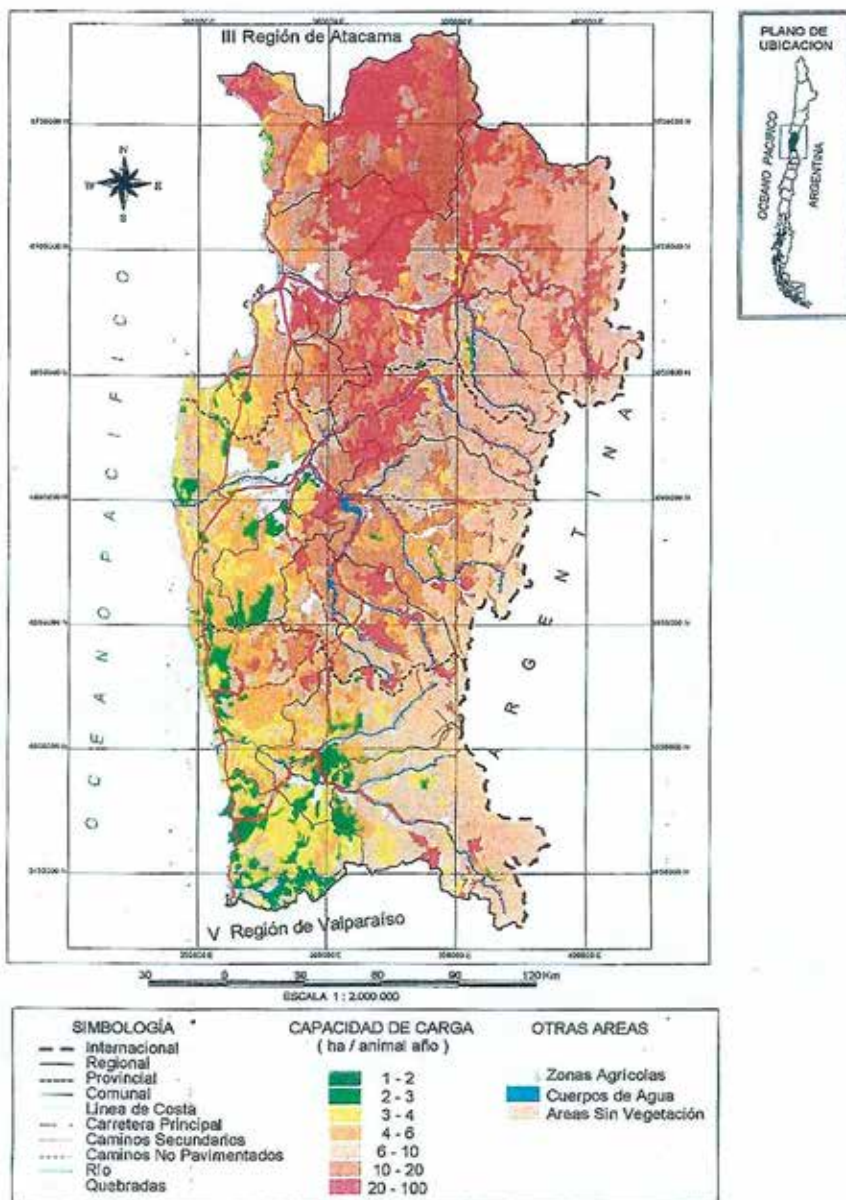 III Región de Atacama
PLANO DE
UBICACION
OCEANO PACIFICO
ARGENTINA
N
W
E
S
OCEANO PACIFICO
ARGENTINA
V Región de Valparaíso
30 0 30 60 90 120 Km
ESCALA 1 : 2.000 000
SIMBOLOGÍA
Internacional
Regional
Provincial
Comunal
Línea de Costa
Carretera Principal
Caminos Secundarios
Caminos No Pavimentados
Río
Quebradas
CAPACIDAD DE CARGA
( ha / animal año )
1 - 2
2 - 3
3 - 4
4 - 6
6 - 10
10 - 20
20 - 100
OTRAS AREAS
Zonas Agrícolas
Cuerpos de Agua
Areas Sin Vegetación